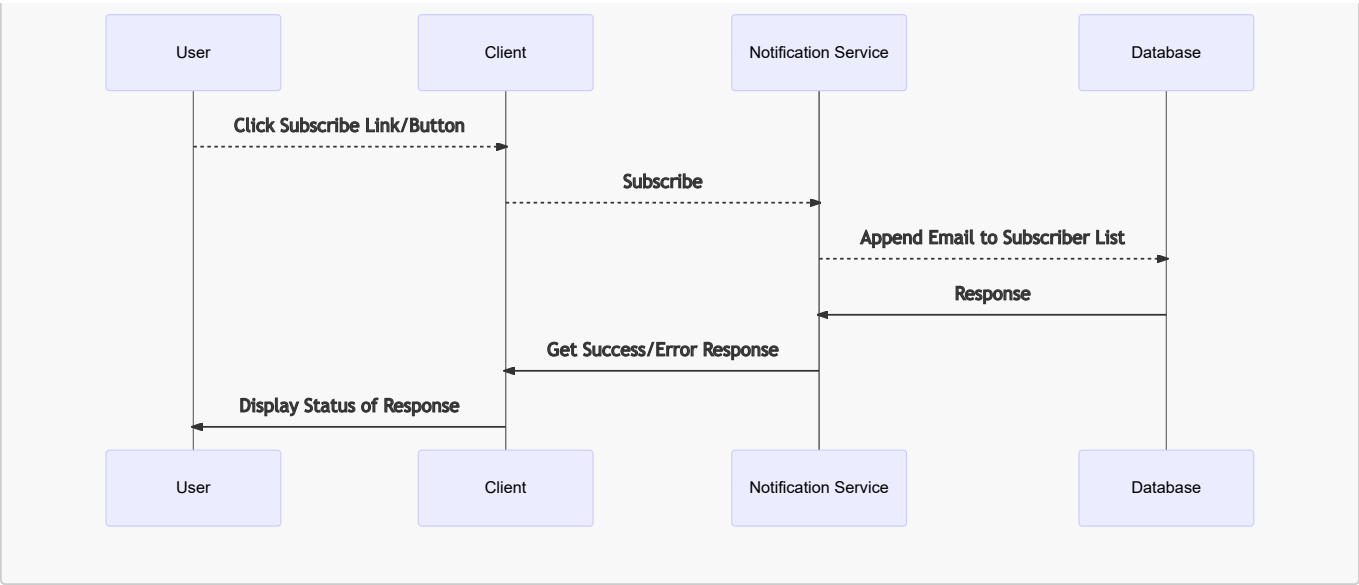 User
Client
Notification Service
Database
Click Subscribe Link/Button
Subscribe
Append Email to Subscriber List
Response
Get Success/Error Response
Display Status of Response
User
Client
Notification Service
Database